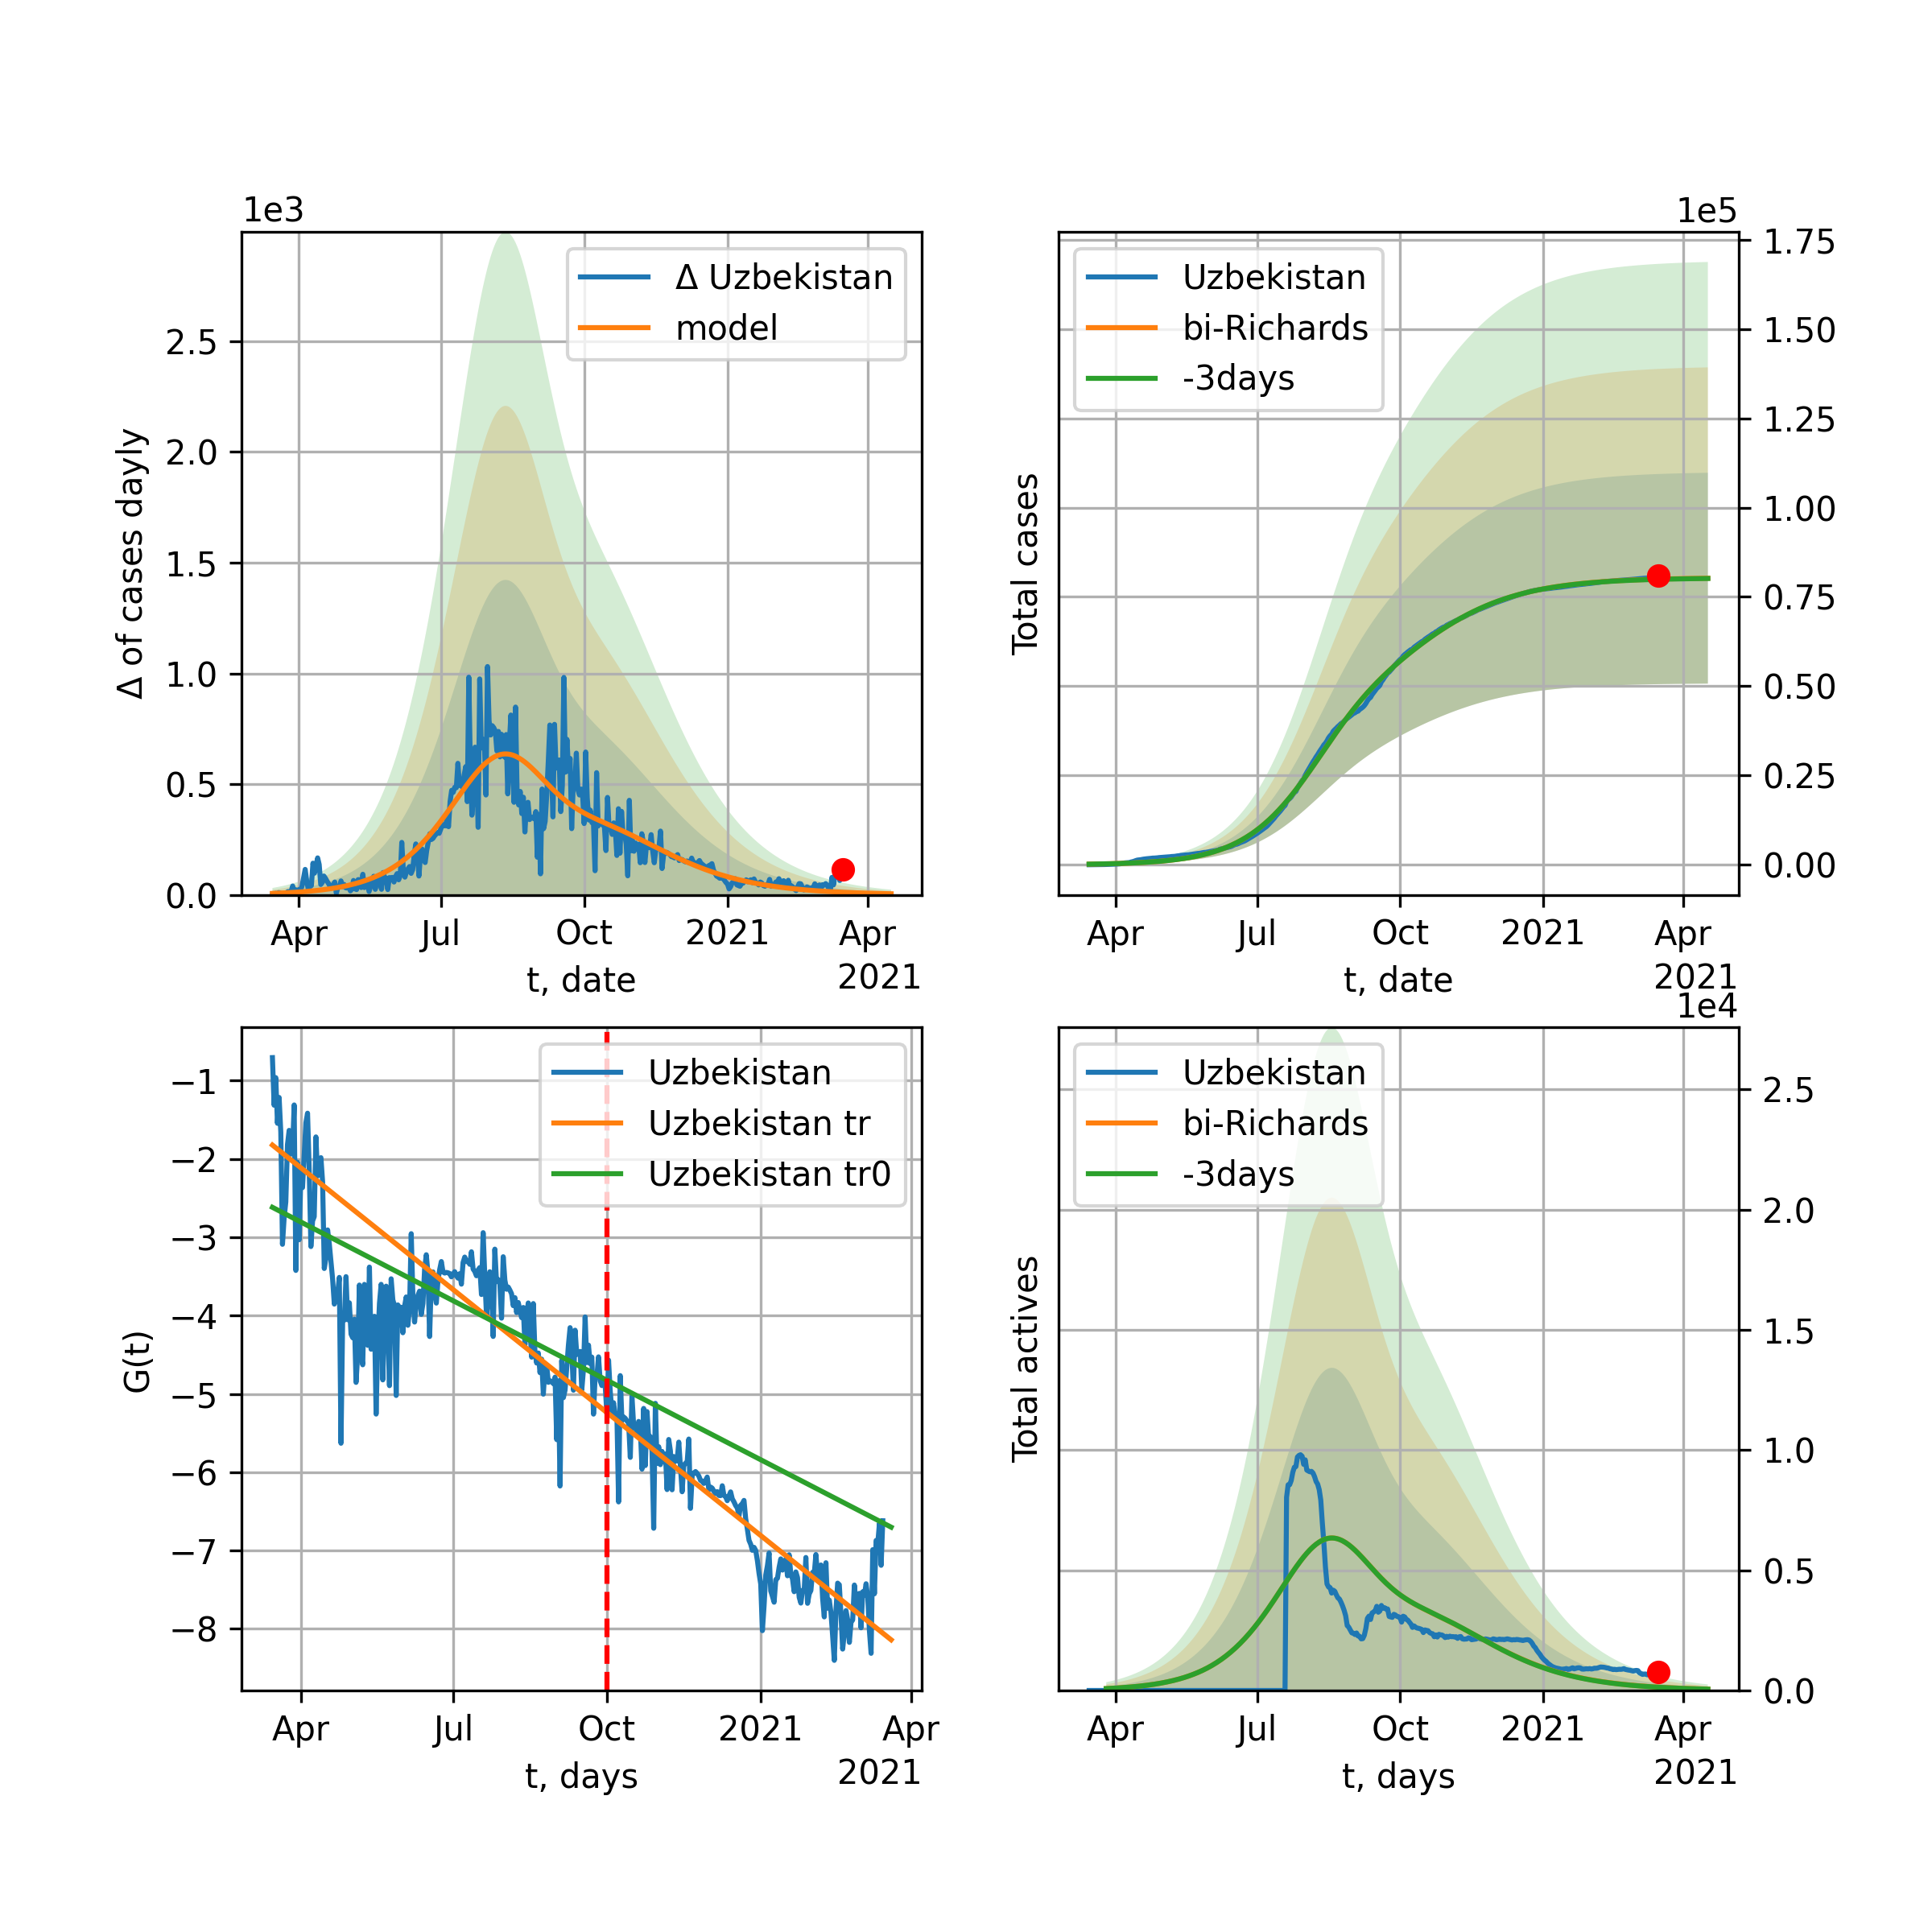 1e3
Δ Uzbekistan
model
2.5
2.0
1.5
1.0
0.5
0.0
Δ of cases dayly
Apr
Jul
Oct
2021
Apr
2021
t, date
1e5
Uzbekistan
bi-Richards
-3days
1.75
1.50
1.25
1.00
0.75
0.50
0.25
0.00
Total cases
Apr
Jul
Oct
2021
Apr
2021
t, date
Uzbekistan
Uzbekistan tr
Uzbekistan tr0
−1
−2
−3
−4
−5
−6
−7
−8
G(t)
Apr
Jul
Oct
2021
Apr
2021
t, days
1e4
Uzbekistan
bi-Richards
-3days
2.5
2.0
1.5
1.0
0.5
0.0
Total actives
Apr
Jul
Oct
2021
Apr
2021
t, days